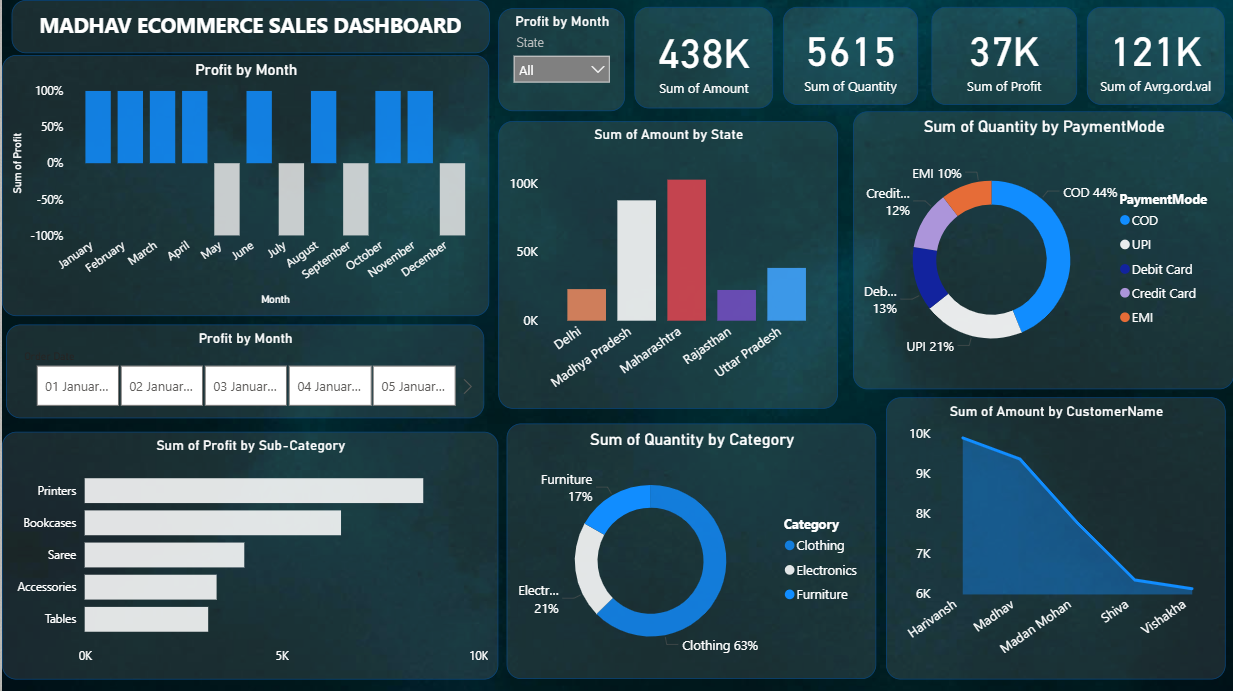 MADHAV ECOMMERCE SALES DASHBOARD
Profit by Month
State
All
438K
Sum of Amount
5615
Sum of Quantity
37K
Sum of Profit
121K
Sum of Avrg.ord.val
Profit by Month
Sum of Profit
100%
50%
0%
-50%
-100%
January
February
March
April
May
June
July
August
September
October
November
December
Month
Sum of Amount by State
100K
50K
0K
Delhi
Madhya Pradesh
Maharashtra
Rajasthan
Uttar Pradesh
Sum of Quantity by PaymentMode
EMI 10%
Credit...
12%
Deb...
13%
UPI 21%
COD 44%
PaymentMode
COD
UPI
Debit Card
Credit Card
EMI
Profit by Month
01 Januar...
02 Januar...
03 Januar...
04 Januar...
05 Januar...
Sum of Profit by Sub-Category
Printers
Bookcases
Saree
Accessories
Tables
0K
5K
10K
Sum of Quantity by Category
Furniture
17%
Electr...
21%
Clothing 63%
Category
Clothing
Electronics
Furniture
Sum of Amount by CustomerName
10K
9K
8K
7K
6K
Harivansh
Madhav
Madan Mohan
Shiva
Vishakha